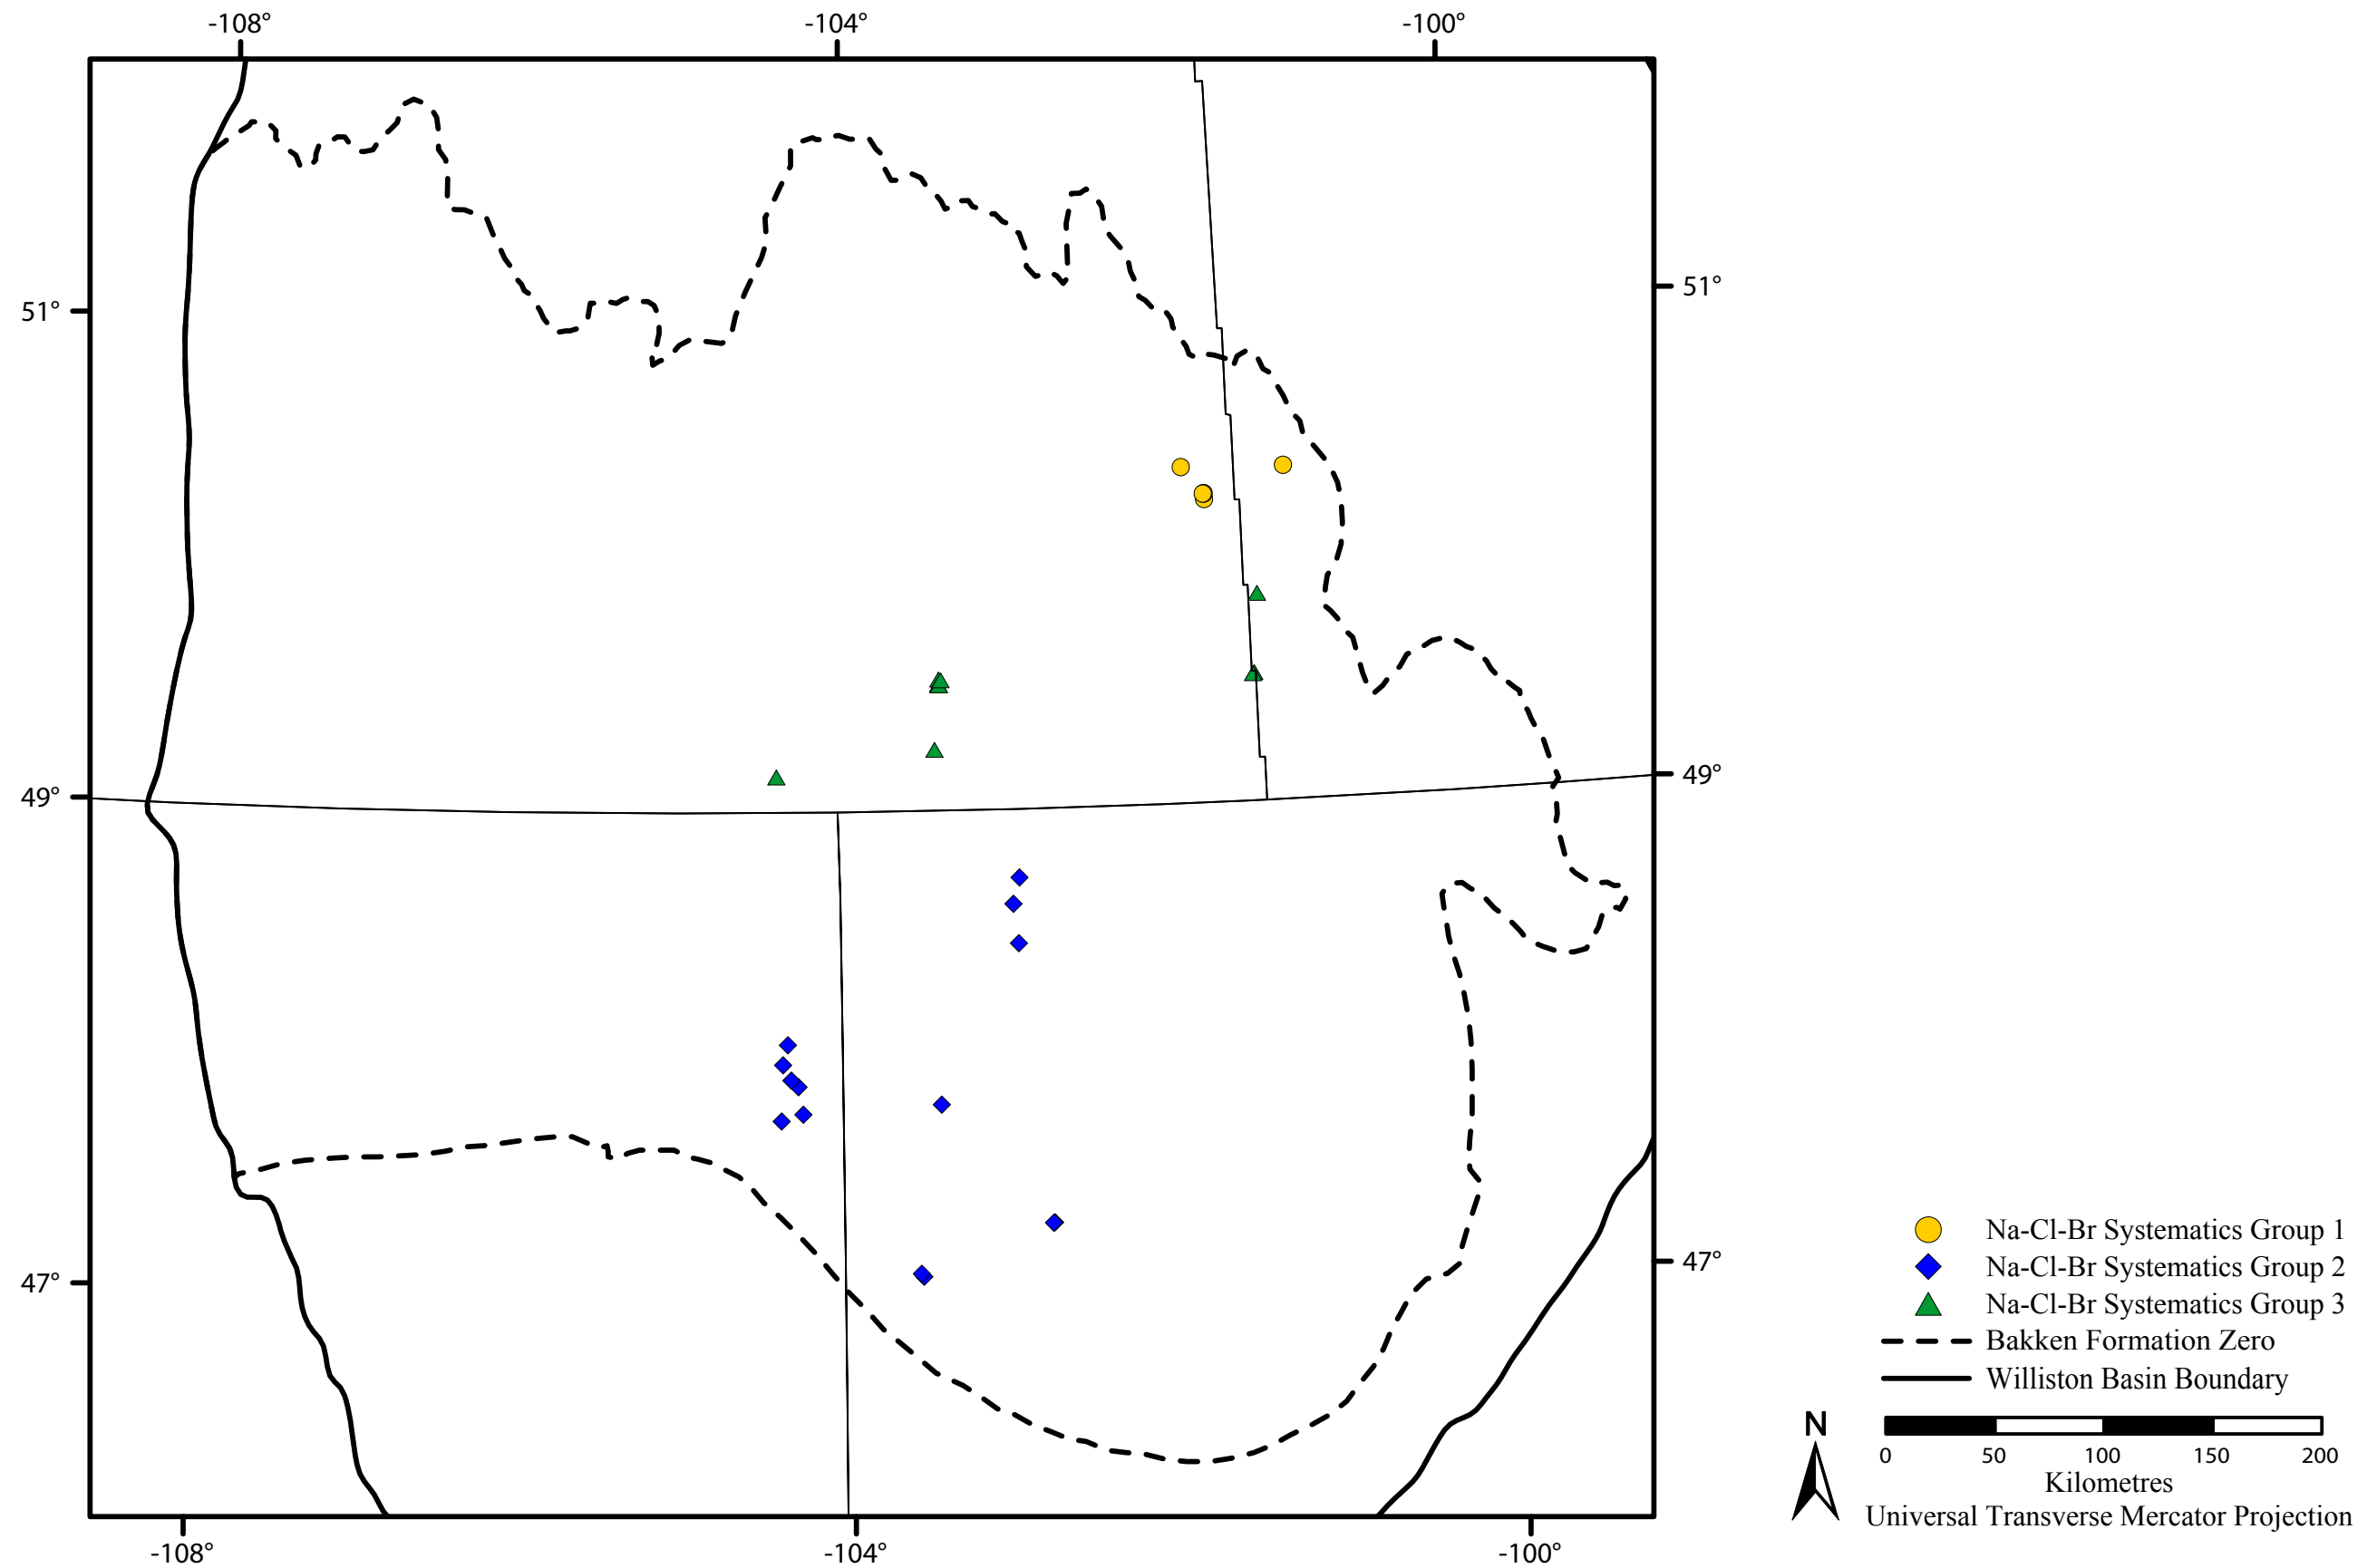 -108°
-104°
-100°
51°
51°
49°
49°
47°
47°
-108°
-104°
-100°
Na-Cl-Br Systematics Group 1
Na-Cl-Br Systematics Group 2
Na-Cl-Br Systematics Group 3
Bakken Formation Zero
Williston Basin Boundary
N
0 50 100 150 200
Kilometres
Universal Transverse Mercator Projection